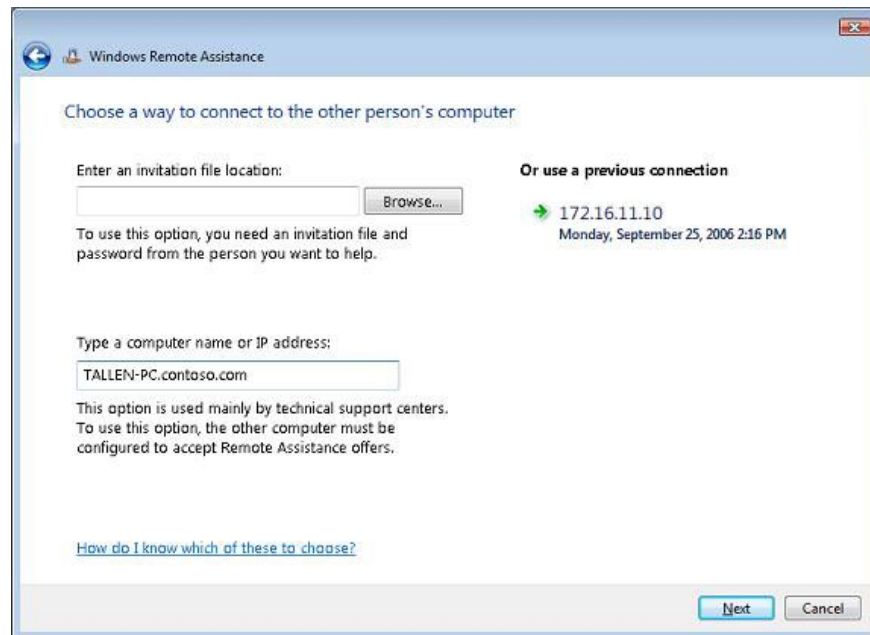 Windows Remote Assistance
Choose a way to connect to the other person's computer
Enter an invitation file location:
Browse...
To use this option, you need an invitation file and
password from the person you want to help.
Or use a previous connection
172.16.11.10
Monday, September 25, 2006 2:16 PM
Type a computer name or IP address:
TALLEN-PC.contoso.com
This option is used mainly by technical support centers.
To use this option, the other computer must be
configured to accept Remote Assistance offers.
How do I know which of these to choose?
Next
Cancel